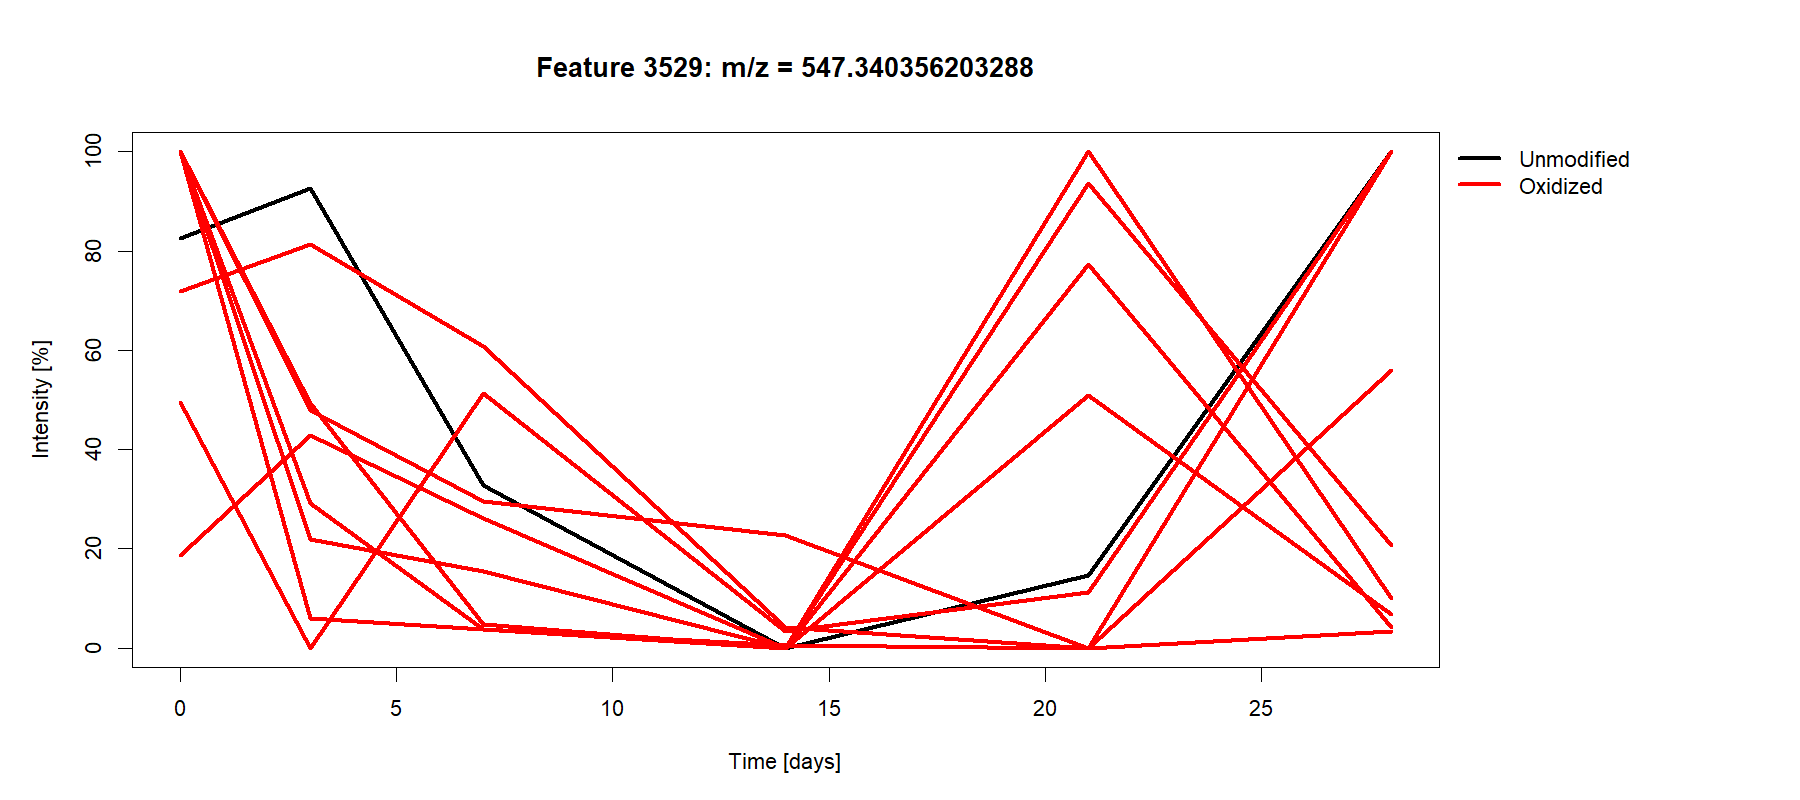 Feature 3529: m/z = 547.340356203288
Unmodified
Oxidized
Intensity [%]
100
80
60
40
20
0
0 5 10 15 20 25
Time [days]